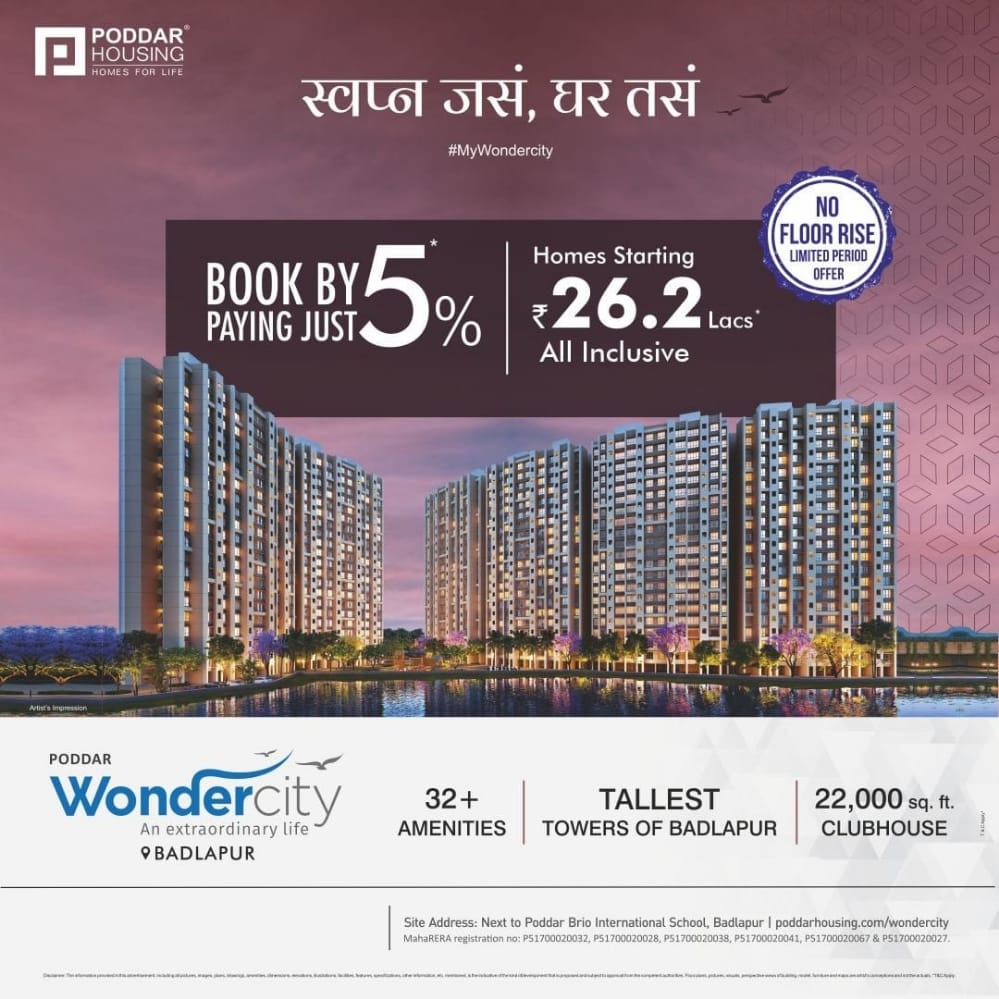 PODDAR®
HOUSING
HOMES FOR LIFE
स्वप्न जसं, घर तसं
#MyWondercity
NO
FLOOR RISE
LIMITED PERIOD
OFFER
BOOK BY
PAYING JUST
5*%
Homes Starting
₹26.2 Lacs*
All Inclusive
Artist's Impression
PODDAR
Wondercity
An extraordinary life
BADLAPUR
32+
AMENITIES
TALLEST
TOWERS OF BADLAPUR
22,000 sq. ft.
CLUBHOUSE
T&C Apply*
Site Address: Next to Poddar Brio International School, Badlapur | poddarhousing.com/wondercity
MahaRERA registration no: P51700020032, P51700020028, P51700020038, P51700020041, P51700020067 & P51700020027.